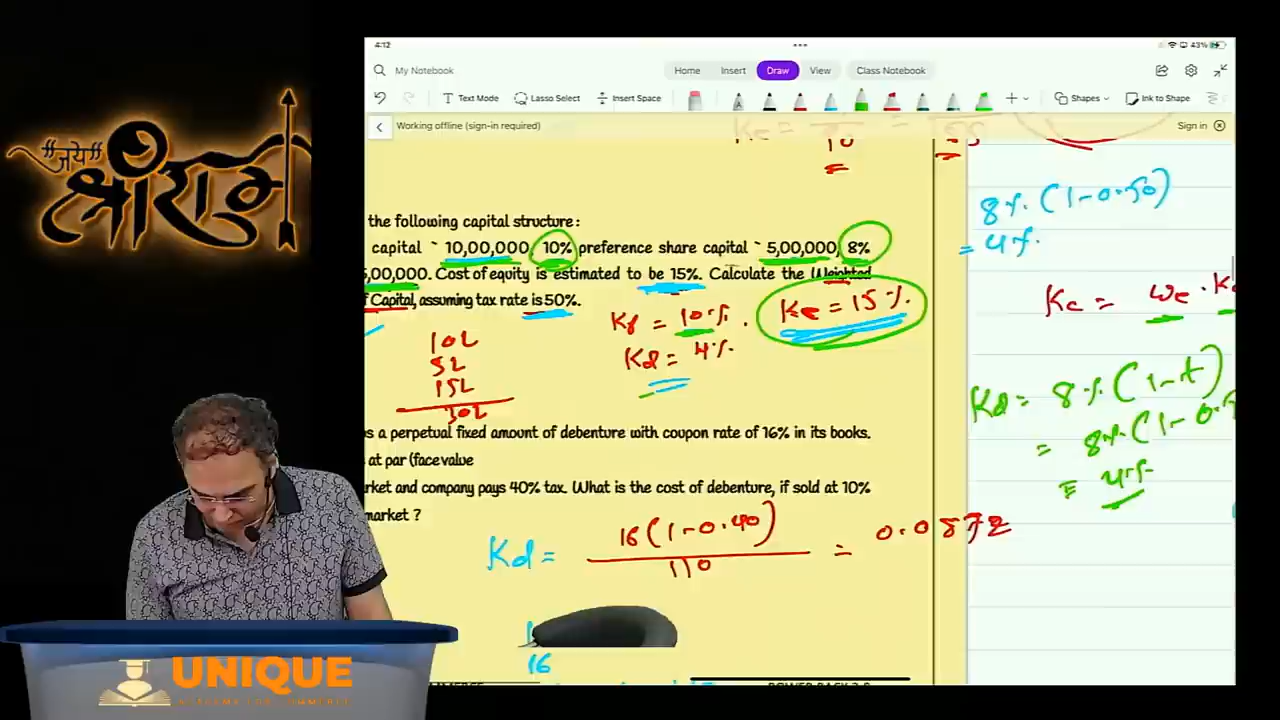 4:12
43%
My Notebook
Home Insert Draw View Class Notebook
Text Mode Lasso Select Insert Space Shapes Ink to Shape
Working offline (sign-in required) Sign in
"जय"
श्रीराम
the following capital structure :
capital ` 10,00,000, 10% preference share capital ` 5,00,000, 8%
5,00,000. Cost of equity is estimated to be 15%. Calculate the Weighted
f Capital, assuming tax rate is 50%.
10L
5L
15L
30L
Kp = 10%.
Kd = 4%
Ke = 15%.
8%(1-0.50)
= 4%.
Kc = We.K
Kd = 8%(1-t)
= 8%(1-0.5
= 4%
s a perpetual fixed amount of debenture with coupon rate of 16% in its books.
at par (face value
rket and company pays 40% tax. What is the cost of debenture, if sold at 10%
market ?
Kd = 16(1-0.40) = 0.0872
110
16
UNIQUE
ACADEMY FOR COMMERCE